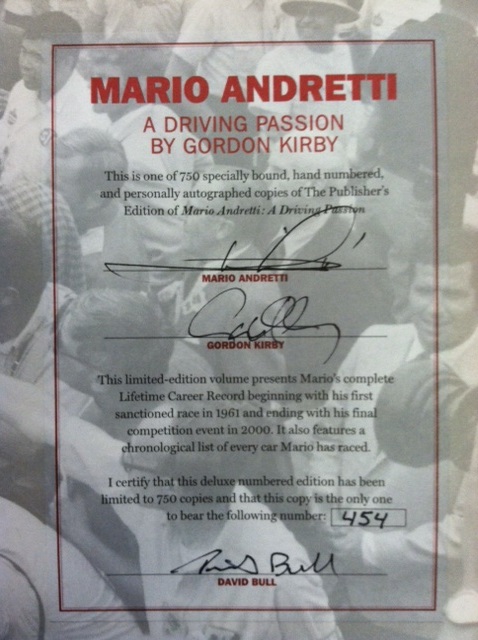 MARIO ANDRETTI
A DRIVING PASSION
BY GORDON KIRBY
This is one of 750 specially bound, hand numbered,
and personally autographed copies of The Publisher's
Edition of Mario Andretti: A Driving Passion
MARIO ANDRETTI
GORDON KIRBY
This limited-edition volume presents Mario's complete
Lifetime Career Record beginning with his first
sanctioned race in 1961 and ending with his final
competition event in 2000. It also features a
chronological list of every car Mario has raced.
I certify that this deluxe numbered edition has been
limited to 750 copies and that this copy is the only one
to bear the following number: 454
David Bull
DAVID BULL